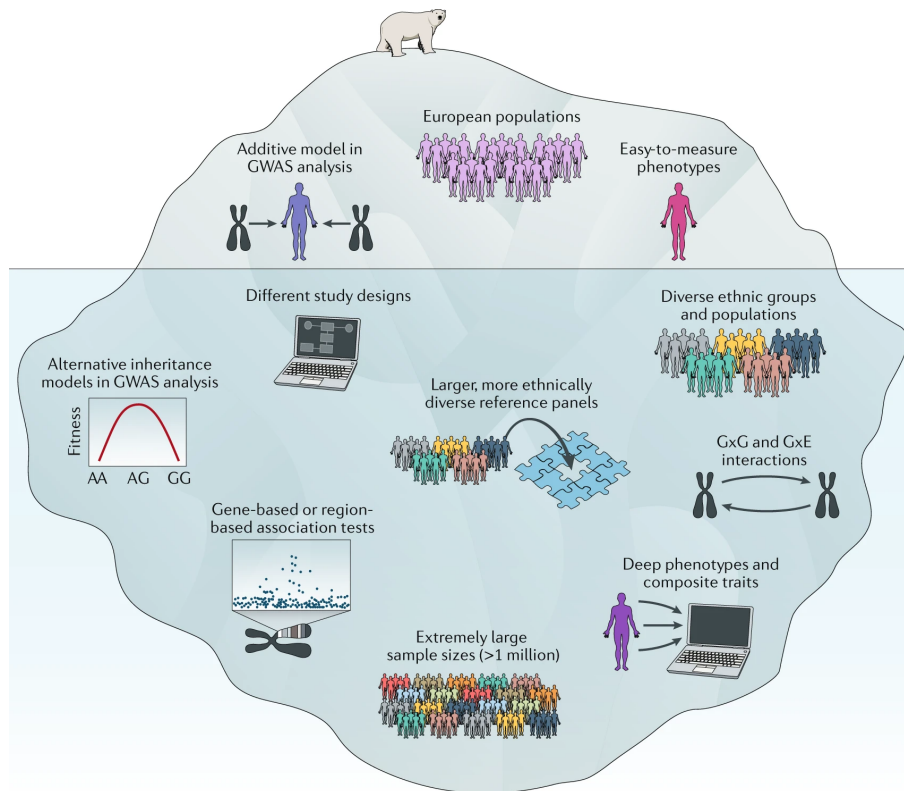 European populations
Additive model in
GWAS analysis
Easy-to-measure
phenotypes
Different study designs
Diverse ethnic groups
and populations
Alternative inheritance
models in GWAS analysis
Fitness
AA AG GG
Larger, more ethnically
diverse reference panels
GxG and GxE
interactions
Gene-based or region-
based association tests
Deep phenotypes and
composite traits
Extremely large
sample sizes (>1 million)